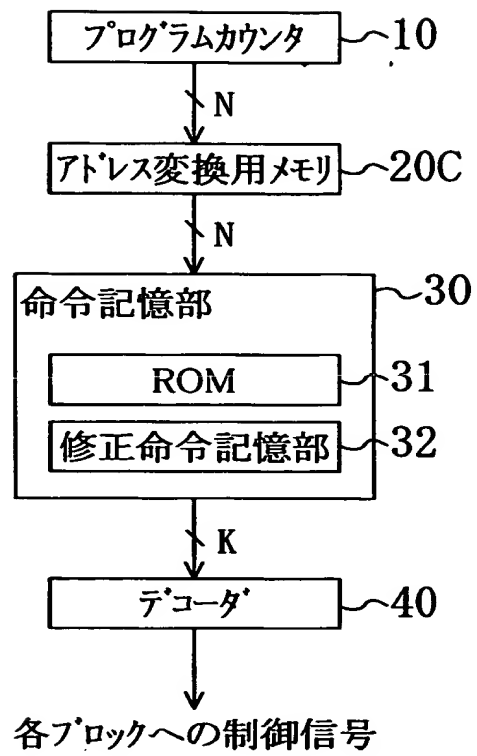 プログラムカウンタ 10
N
アドレス変換用メモリ 20C
N
命令記憶部 30
ROM 31
修正命令記憶部 32
K
デコーダ 40
各ブロックへの制御信号